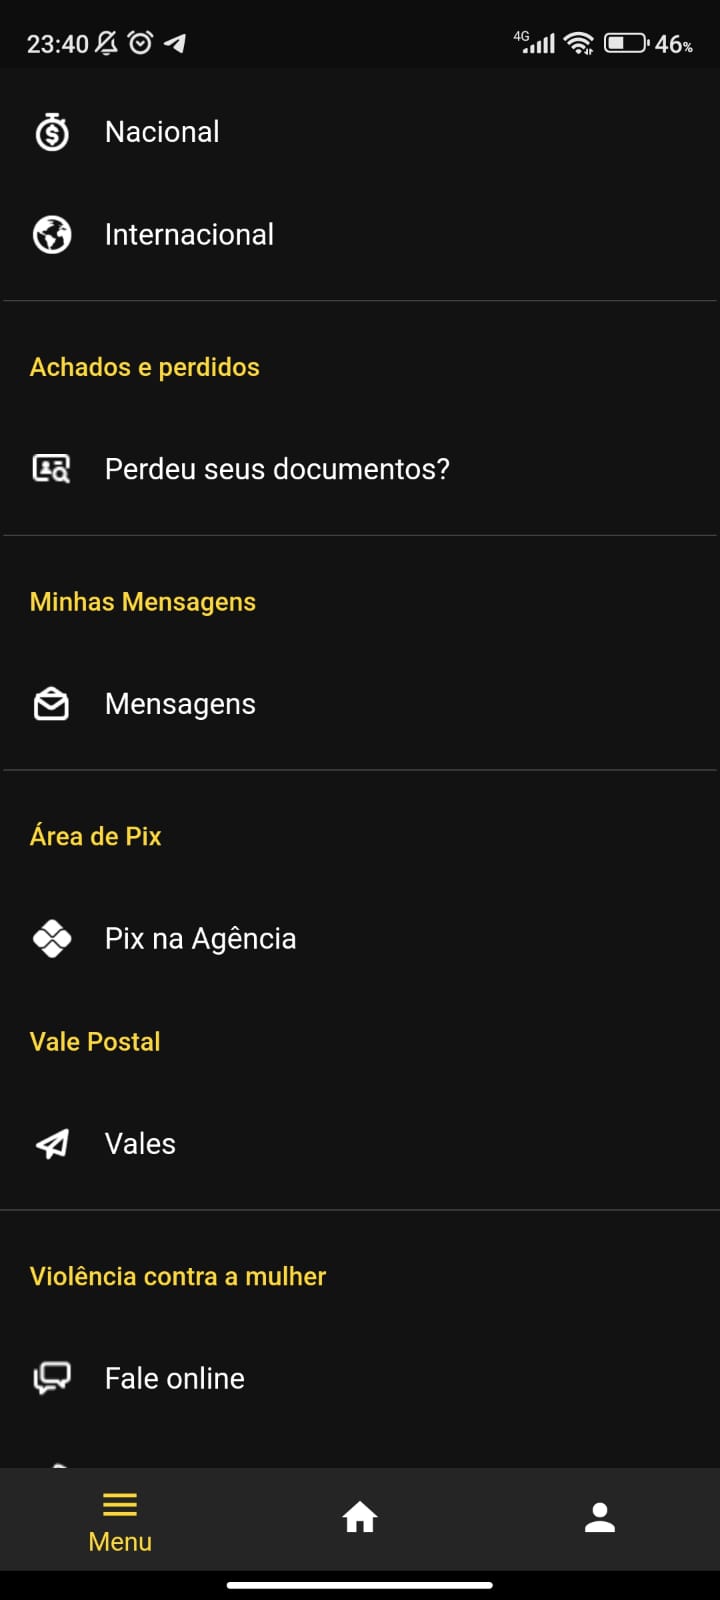 23:40 4G 46%
Nacional
Internacional
Achados e perdidos
Perdeu seus documentos?
Minhas Mensagens
Mensagens
Área de Pix
Pix na Agência
Vale Postal
Vales
Violência contra a mulher
Fale online
Menu